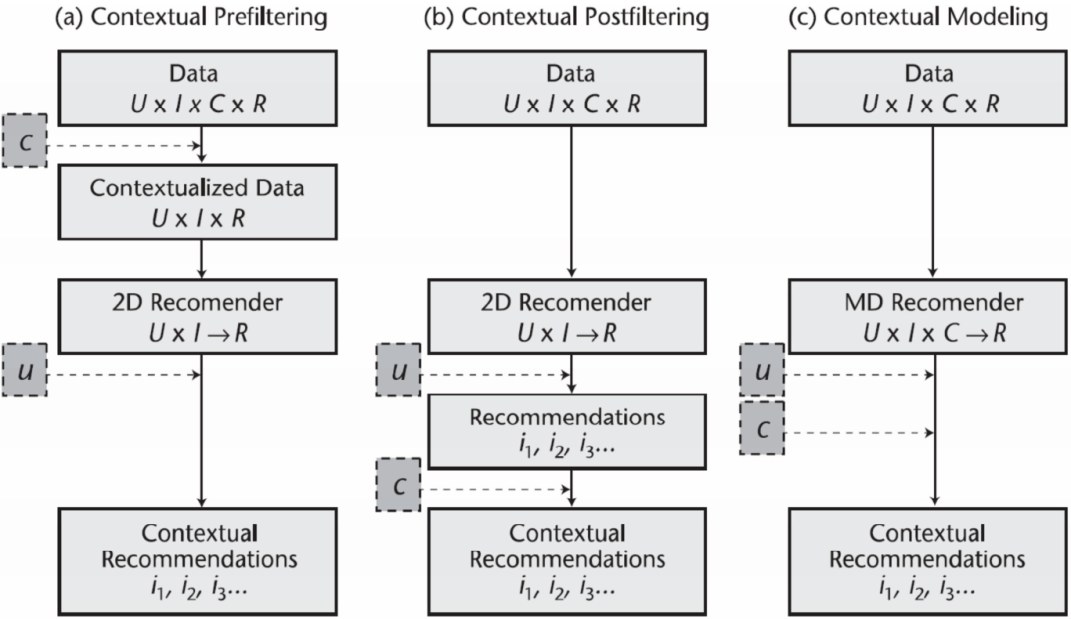 (a) Contextual Prefiltering
Data
U x I x C x R
c
Contextualized Data
U x I x R
2D Recomender
U x I → R
u
Contextual
Recommendations
i₁, i₂, i₃...
(b) Contextual Postfiltering
Data
U x I x C x R
2D Recomender
U x I → R
u
Recommendations
i₁, i₂, i₃...
c
Contextual
Recommendations
i₁, i₂, i₃...
(c) Contextual Modeling
Data
U x I x C x R
MD Recomender
U x I x C → R
u
c
Contextual
Recommendations
i₁, i₂, i₃...